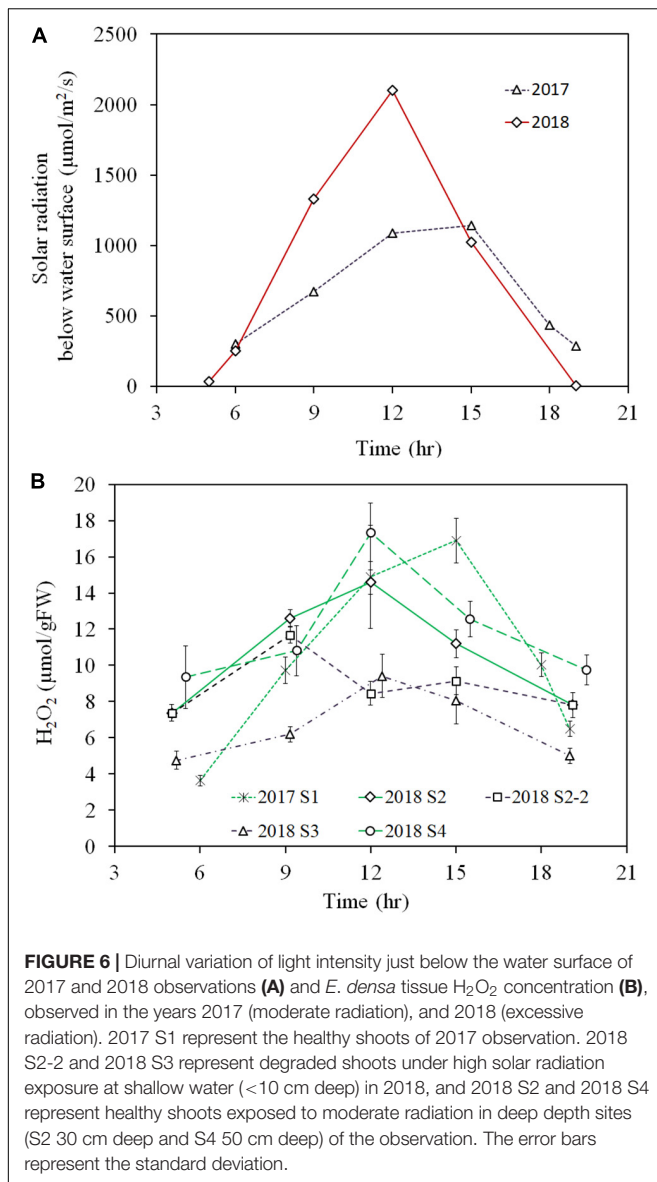 A
Solar radiation
below water surface (μmol/m²/s)
2500
2000
1500
1000
500
0
2017
2018
3 6 9 12 15 18 21
Time (hr)
B
H₂O₂ (μmol/gFW)
20
18
16
14
12
10
8
6
4
2
0
2017 S1 2018 S2 2018 S2-2
2018 S3 2018 S4
6 9 12 15 18 21
Time (hr)
FIGURE 6 | Diurnal variation of light intensity just below the water surface of
2017 and 2018 observations (A) and E. densa tissue H₂O₂ concentration (B),
observed in the years 2017 (moderate radiation), and 2018 (excessive
radiation). 2017 S1 represent the healthy shoots of 2017 observation. 2018
S2-2 and 2018 S3 represent degraded shoots under high solar radiation
exposure at shallow water (<10 cm deep) in 2018, and 2018 S2 and 2018 S4
represent healthy shoots exposed to moderate radiation in deep depth sites
(S2 30 cm deep and S4 50 cm deep) of the observation. The error bars
represent the standard deviation.